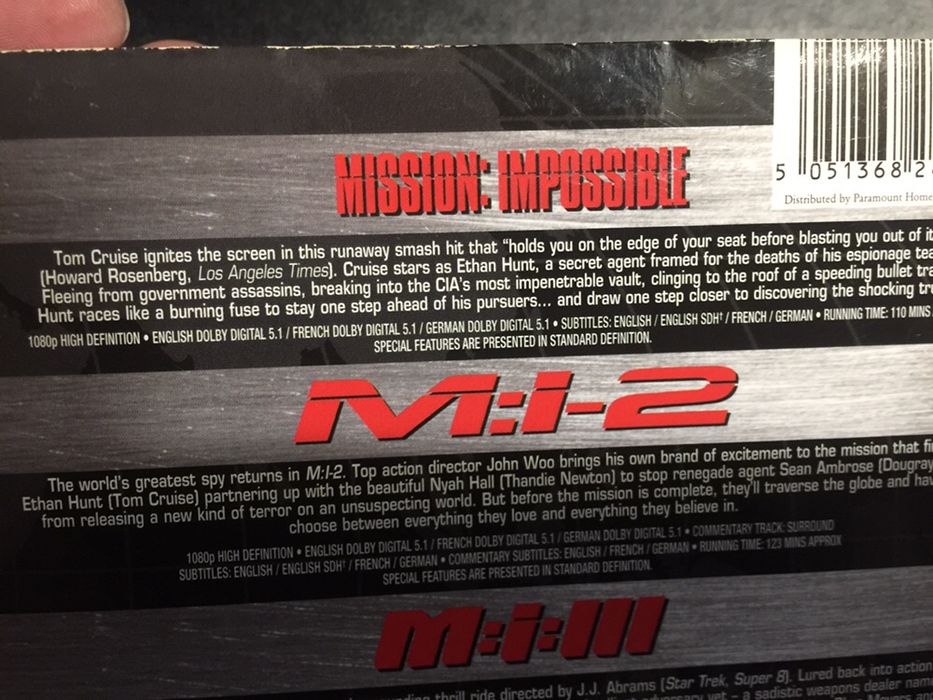 5 051368 2
Distributed by Paramount Home
MISSION: IMPOSSIBLE
Tom Cruise ignites the screen in this runaway smash hit that "holds you on the edge of your seat before blasting you out of it
(Howard Rosenberg, Los Angeles Times). Cruise stars as Ethan Hunt, a secret agent framed for the deaths of his espionage tea
Fleeing from government assassins, breaking into the CIA's most impenetrable vault, clinging to the roof of a speeding bullet tra
Hunt races like a burning fuse to stay one step ahead of his pursuers... and draw one step closer to discovering the shocking tr
1080p HIGH DEFINITION • ENGLISH DOLBY DIGITAL 5.1 / FRENCH DOLBY DIGITAL 5.1 / GERMAN DOLBY DIGITAL 5.1 • SUBTITLES: ENGLISH / ENGLISH SDH† / FRENCH / GERMAN • RUNNING TIME: 110 MINS
SPECIAL FEATURES ARE PRESENTED IN STANDARD DEFINITION.
M:I-2
The world's greatest spy returns in M:I-2. Top action director John Woo brings his own brand of excitement to the mission that fi
Ethan Hunt (Tom Cruise) partnering up with the beautiful Nyah Hall (Thandie Newton) to stop renegade agent Sean Ambrose (Dougray
from releasing a new kind of terror on an unsuspecting world. But before the mission is complete, they'll traverse the globe and hav
choose between everything they love and everything they believe in.
1080p HIGH DEFINITION • ENGLISH DOLBY DIGITAL 5.1 / FRENCH DOLBY DIGITAL 5.1 / GERMAN DOLBY DIGITAL 5.1 • COMMENTARY TRACK: SURROUND
SUBTITLES: ENGLISH / ENGLISH SDH† / FRENCH / GERMAN • COMMENTARY SUBTITLES: ENGLISH / FRENCH / GERMAN • RUNNING TIME: 123 MINS APPROX
SPECIAL FEATURES ARE PRESENTED IN STANDARD DEFINITION.
M:i:III
thrill ride directed by J.J. Abrams (Star Trek, Super 8). Lured back into action
adversary yet - a sadistic weapons dealer nam